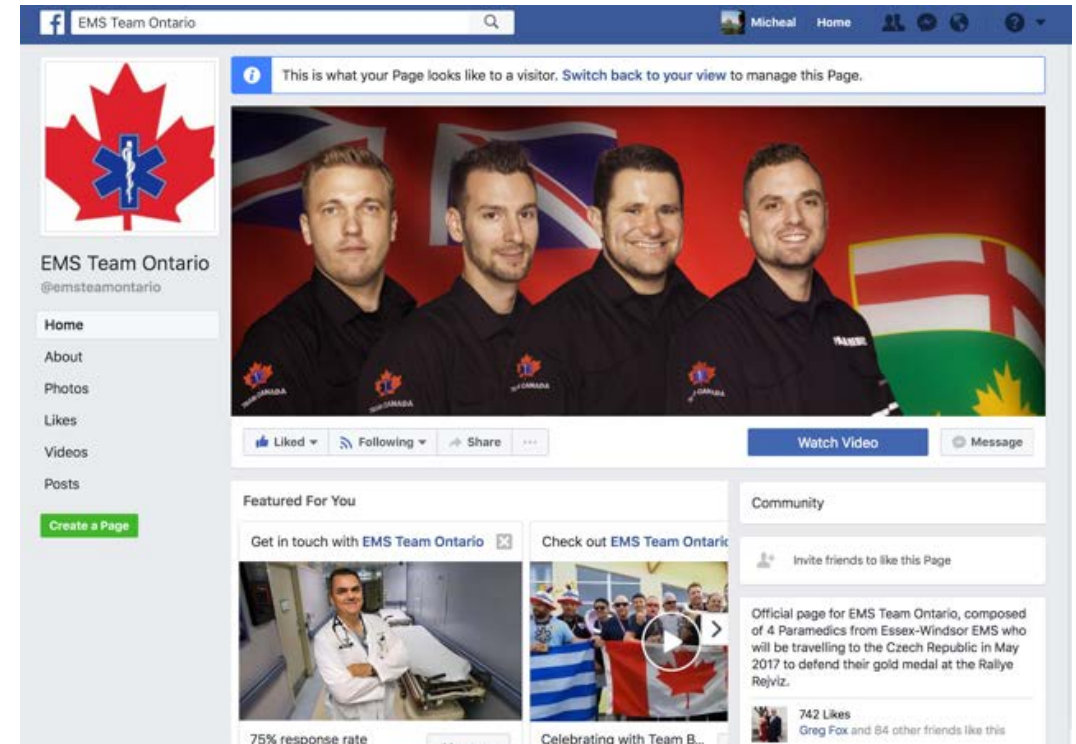 EMS Team Ontario
Micheal Home
This is what your Page looks like to a visitor. Switch back to your view to manage this Page.
EMS Team Ontario
@emsteamontario
Home
About
Photos
Likes
Videos
Posts
Create a Page
TEAM CANADA
TEAM CANADA
PARAMEDIC
Liked
Following
Share
Watch Video
Message
Featured For You
Get in touch with EMS Team Ontario
75% response rate
Check out EMS Team Ontario
Celebrating with Team B...
Community
Invite friends to like this Page
Official page for EMS Team Ontario, composed
of 4 Paramedics from Essex-Windsor EMS who
will be travelling to the Czech Republic in May
2017 to defend their gold medal at the Rallye
Rejviz.
742 Likes
Greg Fox and 84 other friends like this